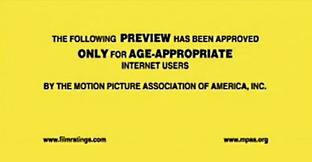 THE FOLLOWING PREVIEW HAS BEEN APPROVED
ONLY FOR AGE-APPROPRIATE
INTERNET USERS
BY THE MOTION PICTURE ASSOCIATION OF AMERICA, INC.
www.filmratings.com www.mpaa.org